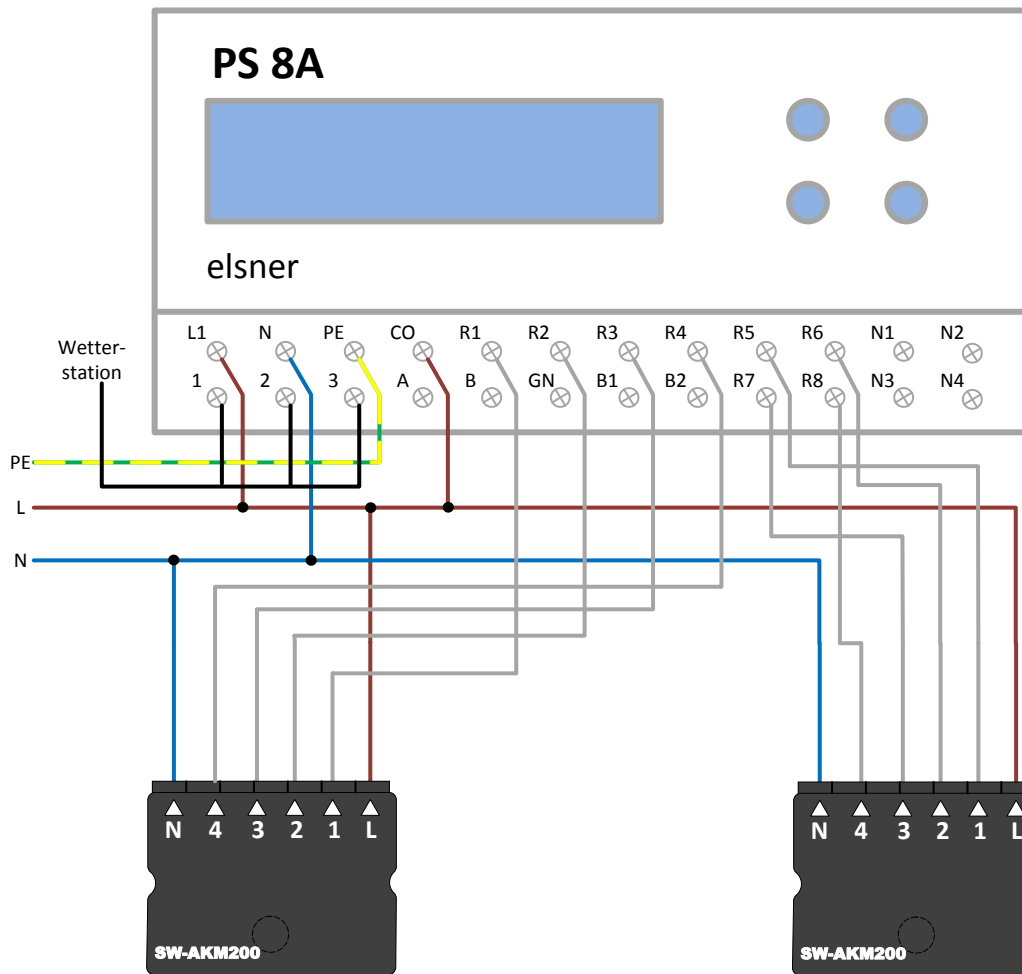 PS 8A
elsner
L1 N PE CO R1 R2 R3 R4 R5 R6 N1 N2
1 2 3 A B GN B1 B2 R7 R8 N3 N4
Wetter-
station
PE
L
N
N 4 3 2 1 L
SW-AKM200
N 4 3 2 1 L
SW-AKM200